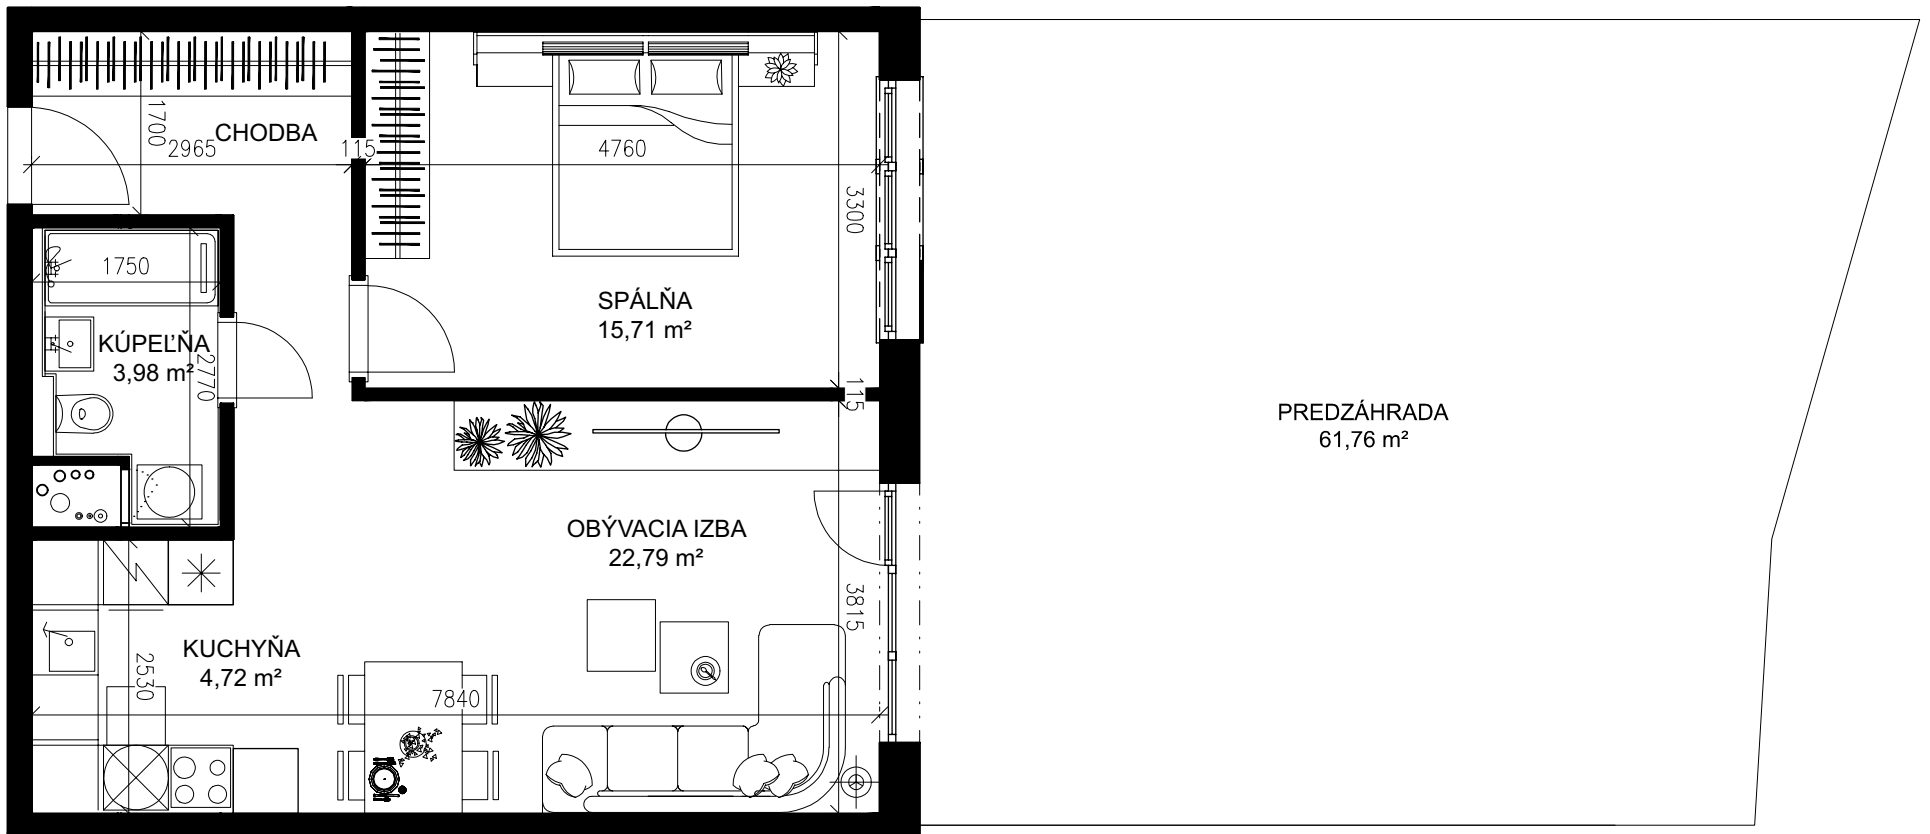 CHODBA
1700
2965
115
4760
3300
1750
SPÁLŇA
15,71 m²
KÚPEĽŇA
3,98 m²
2770
115
PREDZÁHRADA
61,76 m²
OBÝVACIA IZBA
22,79 m²
3815
KUCHYŇA
4,72 m²
2530
7840